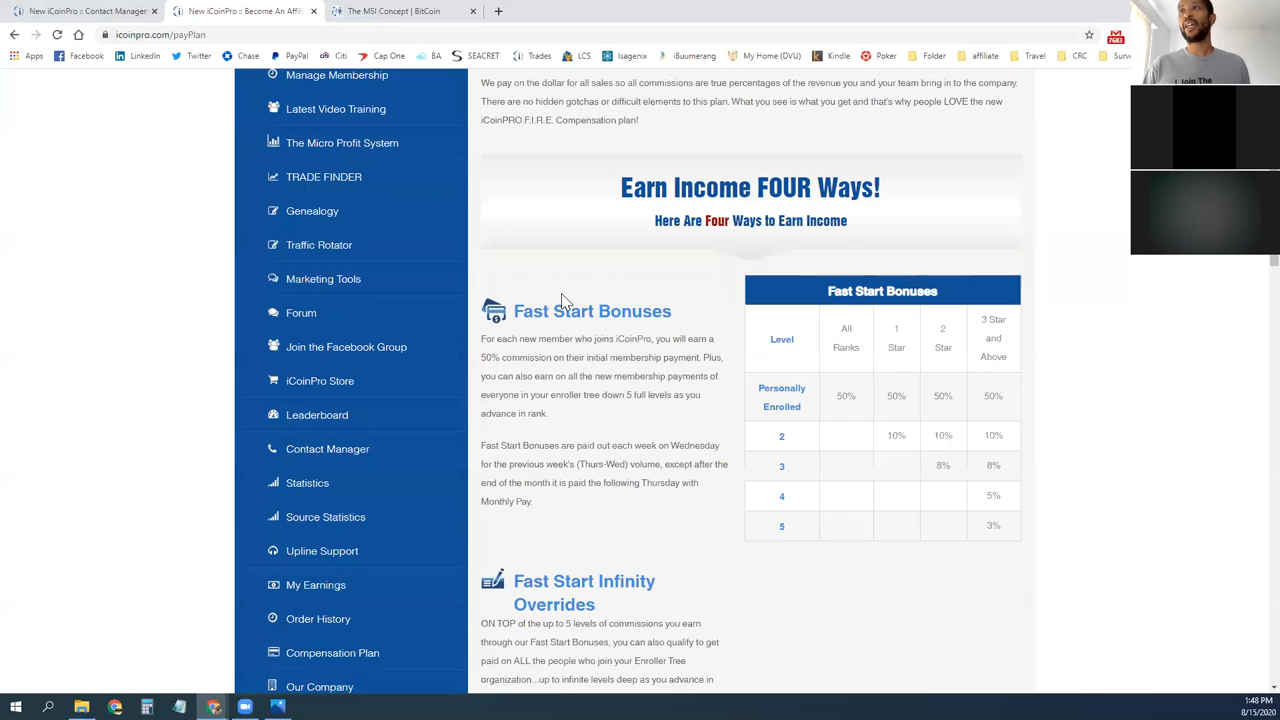 New iCoinPro :: Contact Manager
New iCoinPro :: Become An Affi
The MSI Concept | BitCoin
icoinpro.com/payPlan
7683
Facebook LinkedIn Twitter PayPal Citi Cap One BA SEACRET Trades LCS Isagenix iBuumerang My Home (DVU) Kindle Poker Folder affiliate Travel CRC Surv
I Join The
Manage Membership
Latest Video Training
The Micro Profit System
TRADE FINDER
Genealogy
Traffic Rotator
Marketing Tools
Forum
Join the Facebook Group
iCoinPro Store
Leaderboard
Contact Manager
Statistics
Source Statistics
Upline Support
My Earnings
Order History
Compensation Plan
Our Company
We pay on the dollar for all sales so all commissions are true percentages of the revenue you and your team bring in to the company.
There are no hidden gotchas or difficult elements to this plan. What you see is what you get and that's why people LOVE the new
iCoinPRO F.I.R.E. Compensation plan!
Earn Income FOUR Ways!
Here Are Four Ways to Earn Income
Fast Start Bonuses
For each new member who joins iCoinPro, you will earn a
50% commission on their initial membership payment. Plus,
you can also earn on all the new membership payments of
everyone in your enroller tree down 5 full levels as you
advance in rank.
Fast Start Bonuses are paid out each week on Wednesday
for the previous week's (Thurs-Wed) volume, except after the
end of the month it is paid the following Thursday with
Monthly Pay.
Fast Start Bonuses
Level All Ranks 1 Star 2 Star 3 Star and Above
Personally Enrolled 50% 50% 50% 50%
2 10% 10% 10%
3 8% 8%
4 5%
5 3%
Fast Start Infinity
Overrides
ON TOP of the up to 5 levels of commissions you earn
through our Fast Start Bonuses, you can also qualify to get
paid on ALL the people who join your Enroller Tree
organization...up to infinite levels deep as you advance in
1:48 PM
8/15/2020